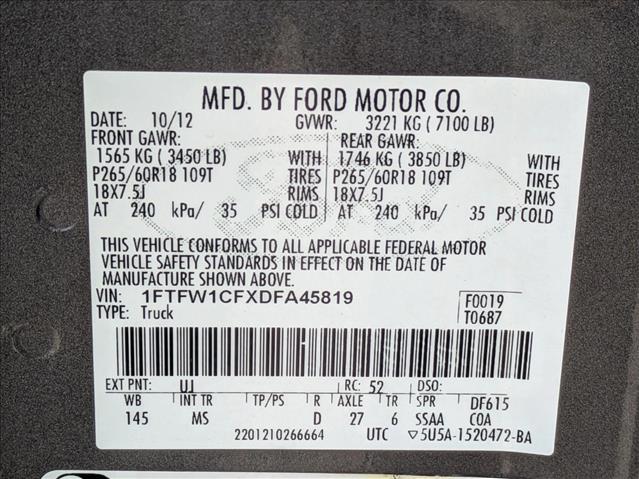 MFD. BY FORD MOTOR CO.
DATE: 10/12 GVWR: 3221 KG ( 7100 LB)
FRONT GAWR: REAR GAWR:
1565 KG ( 3450 LB) WITH 1746 KG ( 3850 LB) WITH
P265/60R18 109T TIRES P265/60R18 109T TIRES
18X7.5J RIMS 18X7.5J RIMS
AT 240 kPa/ 35 PSI COLD AT 240 kPa/ 35 PSI COLD
THIS VEHICLE CONFORMS TO ALL APPLICABLE FEDERAL MOTOR
VEHICLE SAFETY STANDARDS IN EFFECT ON THE DATE OF
MANUFACTURE SHOWN ABOVE.
VIN: 1FTFW1CFXDFA45819 F0019
TYPE: Truck T0687
EXT PNT: UJ RC: 52 DSO:
WB INT TR TP/PS R AXLE TR SPR DF615
145 MS D 27 6 SSAA COA
2201210266664 UTC ▽5U5A-1520472-BA